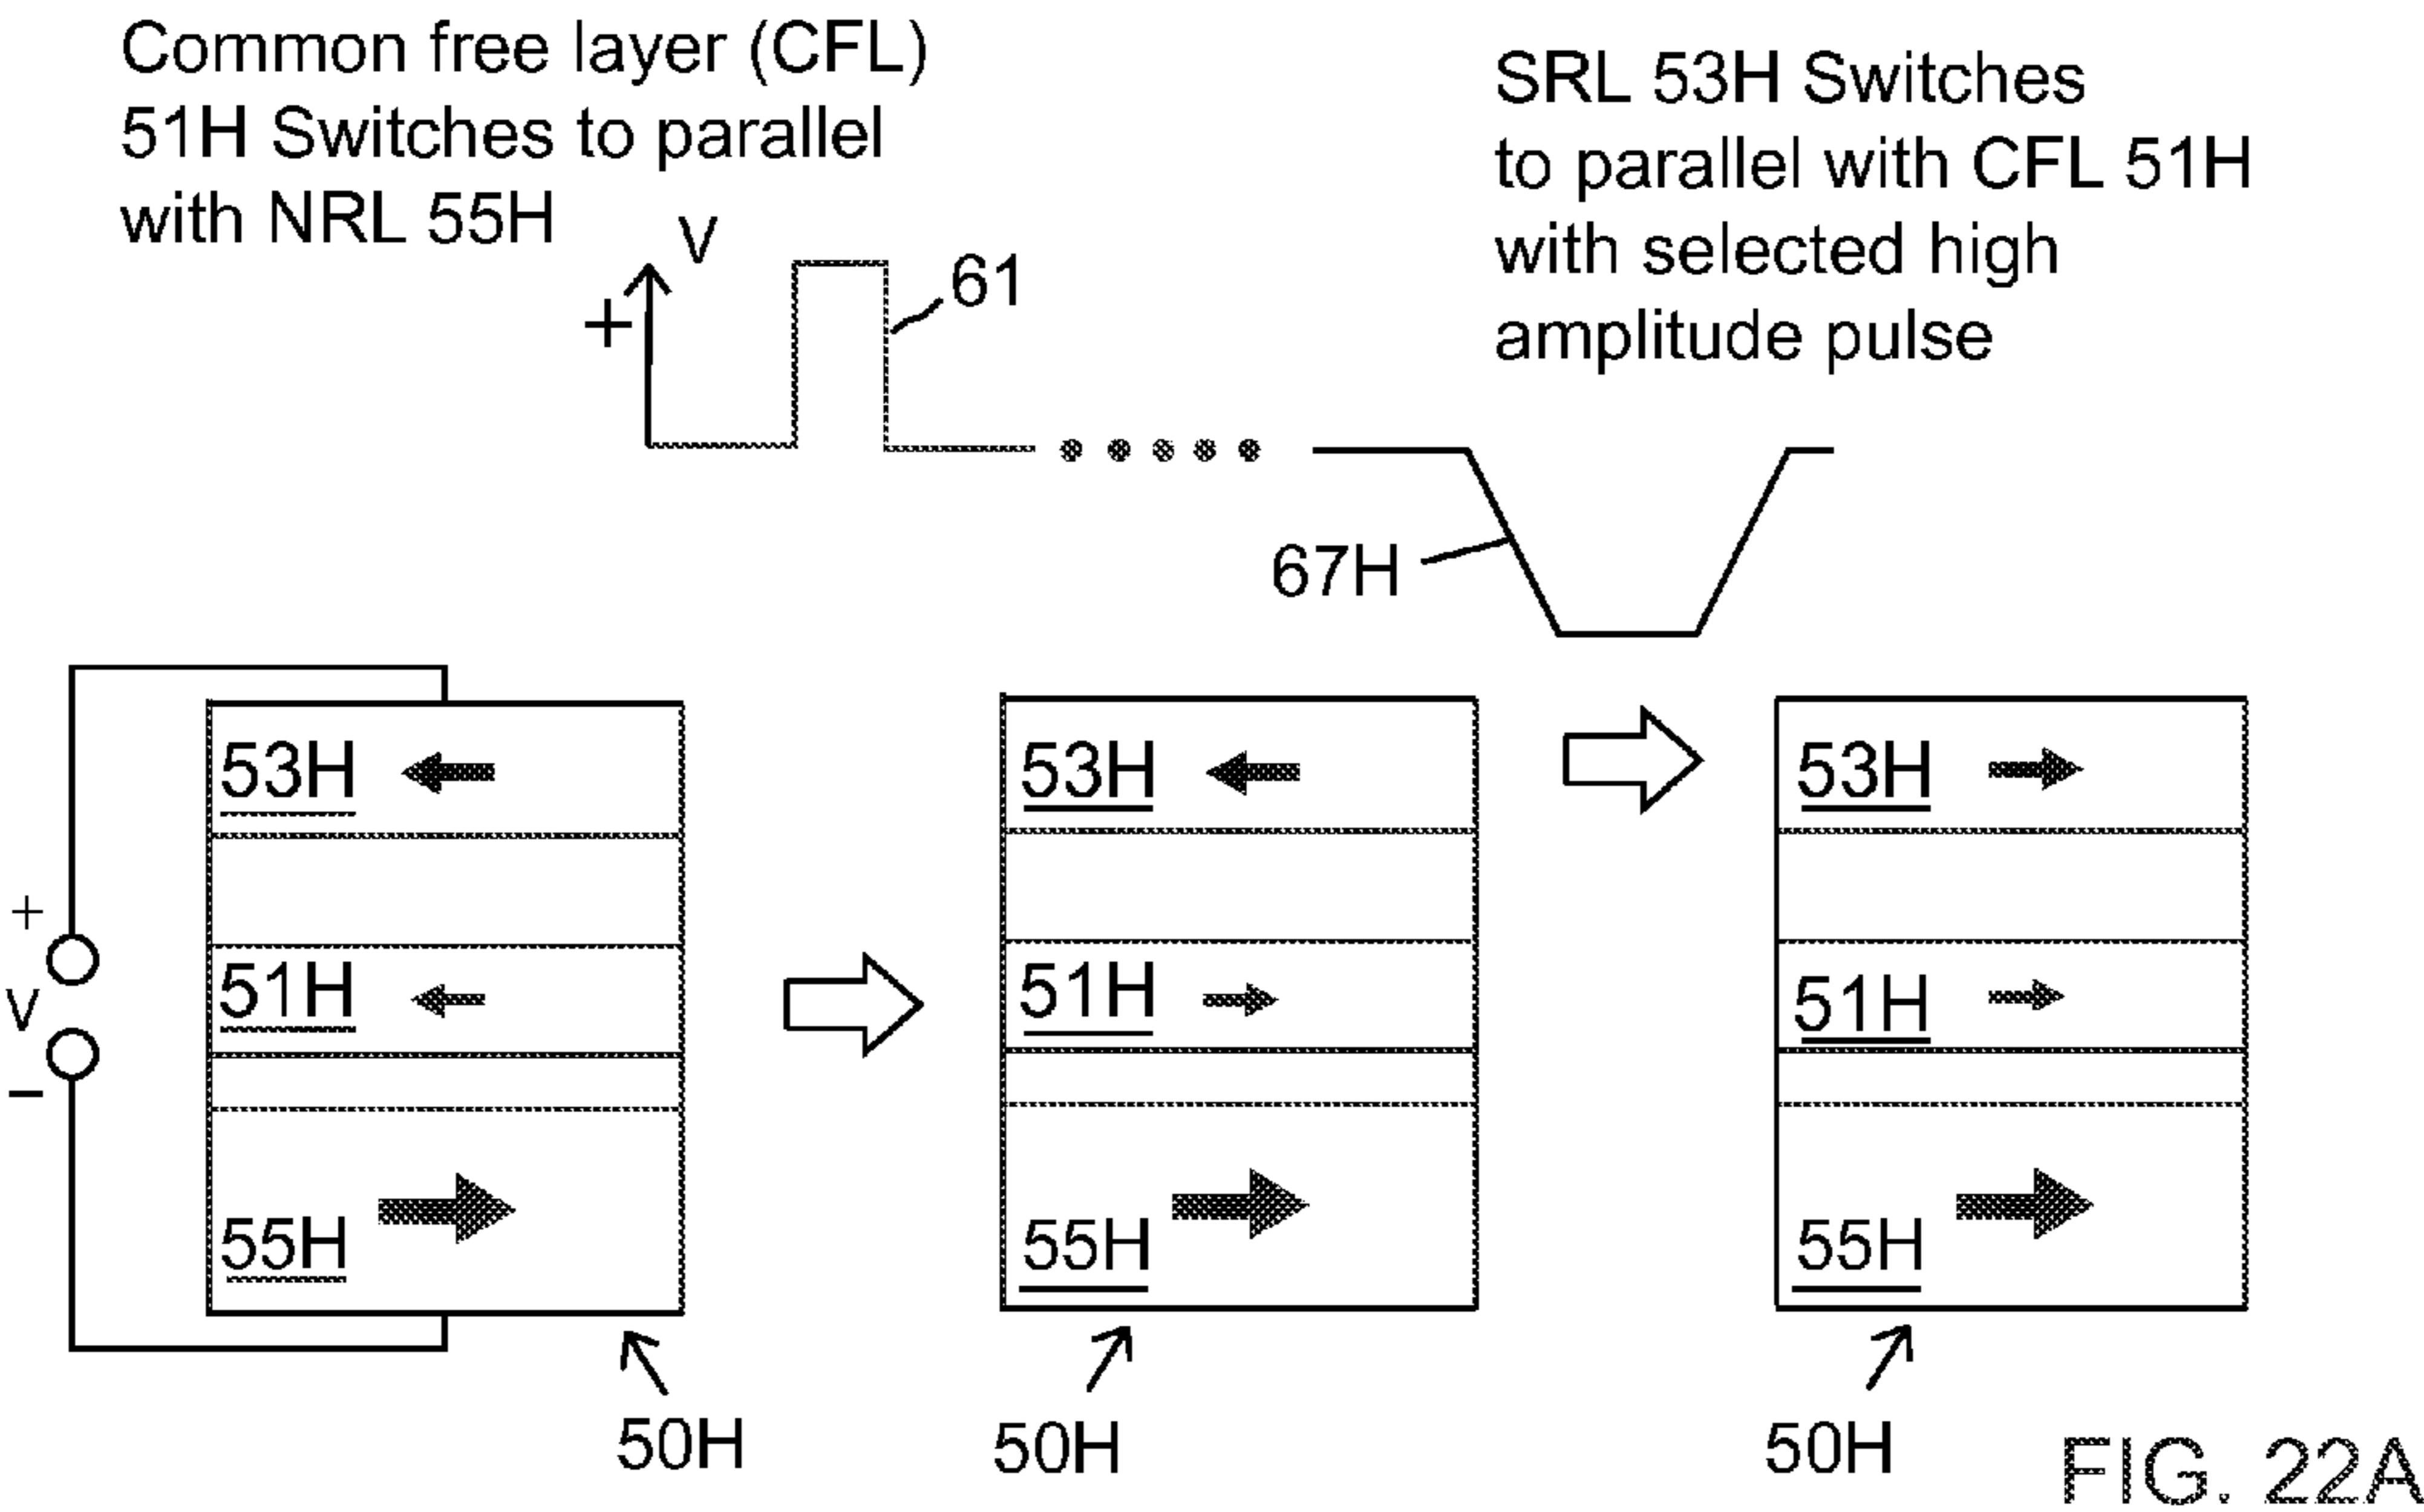 Common free layer (CFL)
51H Switches to parallel
with NRL 55H
SRL 53H Switches
to parallel with CFL 51H
with selected high
amplitude pulse
V
+
61
67H
53H
53H
53H
+
V
−
51H
51H
51H
55H
55H
55H
50H
50H
50H
FIG. 22A